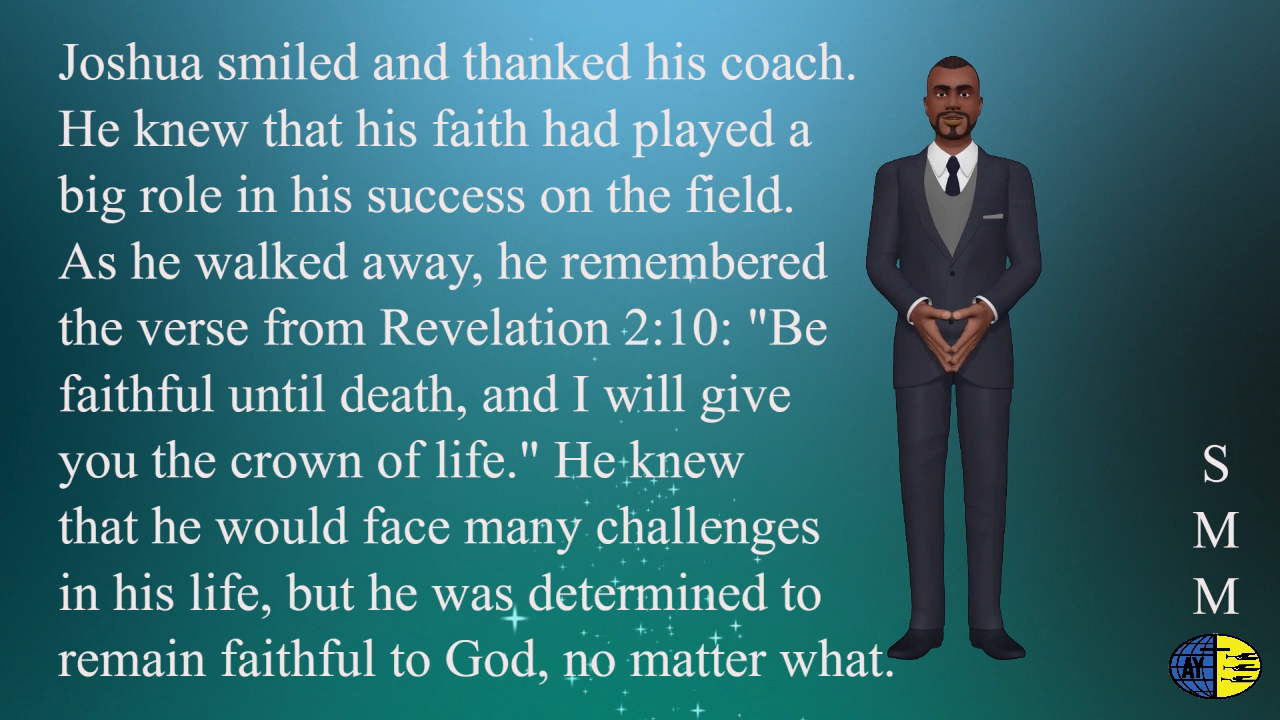 Joshua smiled and thanked his coach.
He knew that his faith had played a
big role in his success on the field.
As he walked away, he remembered
the verse from Revelation 2:10: "Be
faithful until death, and I will give
you the crown of life." He knew
that he would face many challenges
in his life, but he was determined to
remain faithful to God, no matter what.
S
M
M
AY